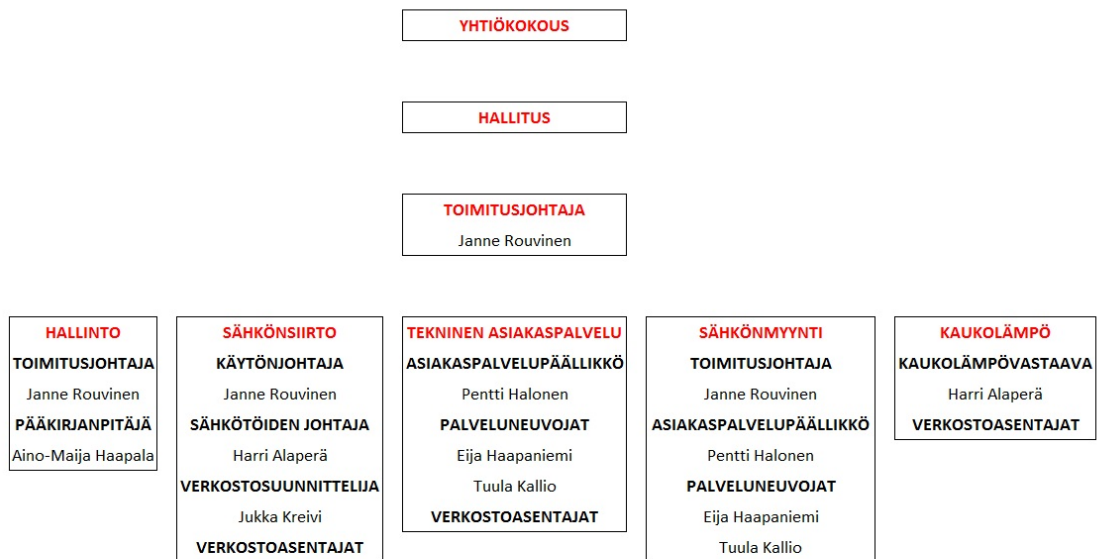 YHTIÖKOKOUS
HALLITUS
TOIMITUSJOHTAJA
Janne Rouvinen
HALLINTO
TOIMITUSJOHTAJA
Janne Rouvinen
PÄÄKIRJANPITÄJÄ
Aino-Maija Haapala
SÄHKÖNSIIRTO
KÄYTÖNJOHTAJA
Janne Rouvinen
SÄHKÖTÖIDEN JOHTAJA
Harri Alaperä
VERKOSTOSUUNNITTELIJA
Jukka Kreivi
VERKOSTOASENTAJAT
TEKNINEN ASIAKASPALVELU
ASIAKASPALVELUPÄÄLLIKKÖ
Pentti Halonen
PALVELUNEUVOJAT
Eija Haapaniemi
Tuula Kallio
VERKOSTOASENTAJAT
SÄHKÖNMYYNTI
TOIMITUSJOHTAJA
Janne Rouvinen
ASIAKASPALVELUPÄÄLLIKKÖ
Pentti Halonen
PALVELUNEUVOJAT
Eija Haapaniemi
Tuula Kallio
KAUKOLÄMPÖ
KAUKOLÄMPÖVASTAAVA
Harri Alaperä
VERKOSTOASENTAJAT